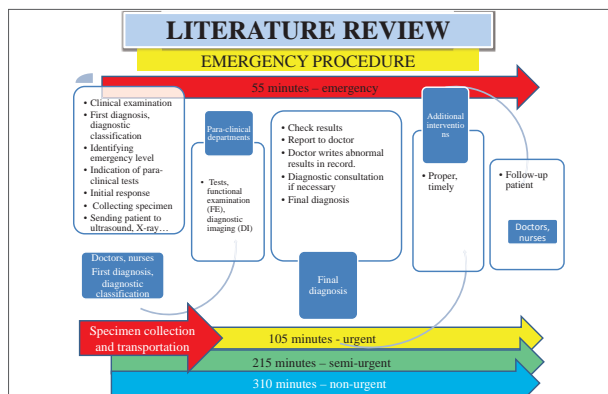 LITERATURE REVIEW
EMERGENCY PROCEDURE
55 minutes – emergency
• Clinical examination
• First diagnosis,
diagnostic
classification
• Identifying
emergency level
• Indication of para-
clinical tests
• Initial response
• Collecting specimen
• Sending patient to
ultrasound, X-ray…
Doctors, nurses
First diagnosis,
diagnostic
classification
Para-clinical
departments
• Tests,
functional
examination
(FE),
diagnostic
imaging (DI)
• Check results
• Report to doctor
• Doctor writes abnormal
results in record.
• Diagnostic consultation
if necessary
• Final diagnosis
Final
diagnosis
Additional
interventio
ns
• Proper,
timely
• Follow-up
patient
Doctors,
nurses
Specimen collection
and transportation
105 minutes - urgent
215 minutes – semi-urgent
310 minutes – non-urgent